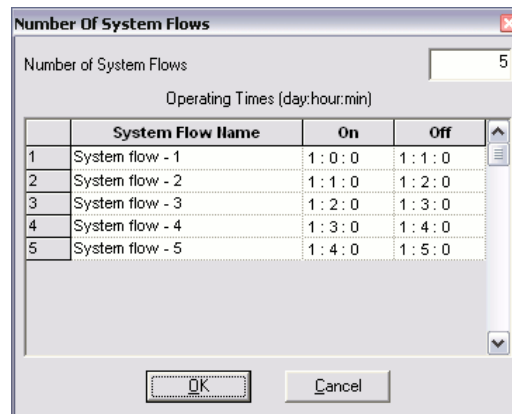 Number Of System Flows
Number of System Flows 5
Operating Times (day:hour:min)
System Flow Name On Off
1 System flow - 1 1 : 0 : 0 1 : 1 : 0
2 System flow - 2 1 : 1 : 0 1 : 2 : 0
3 System flow - 3 1 : 2 : 0 1 : 3 : 0
4 System flow - 4 1 : 3 : 0 1 : 4 : 0
5 System flow - 5 1 : 4 : 0 1 : 5 : 0
OK Cancel